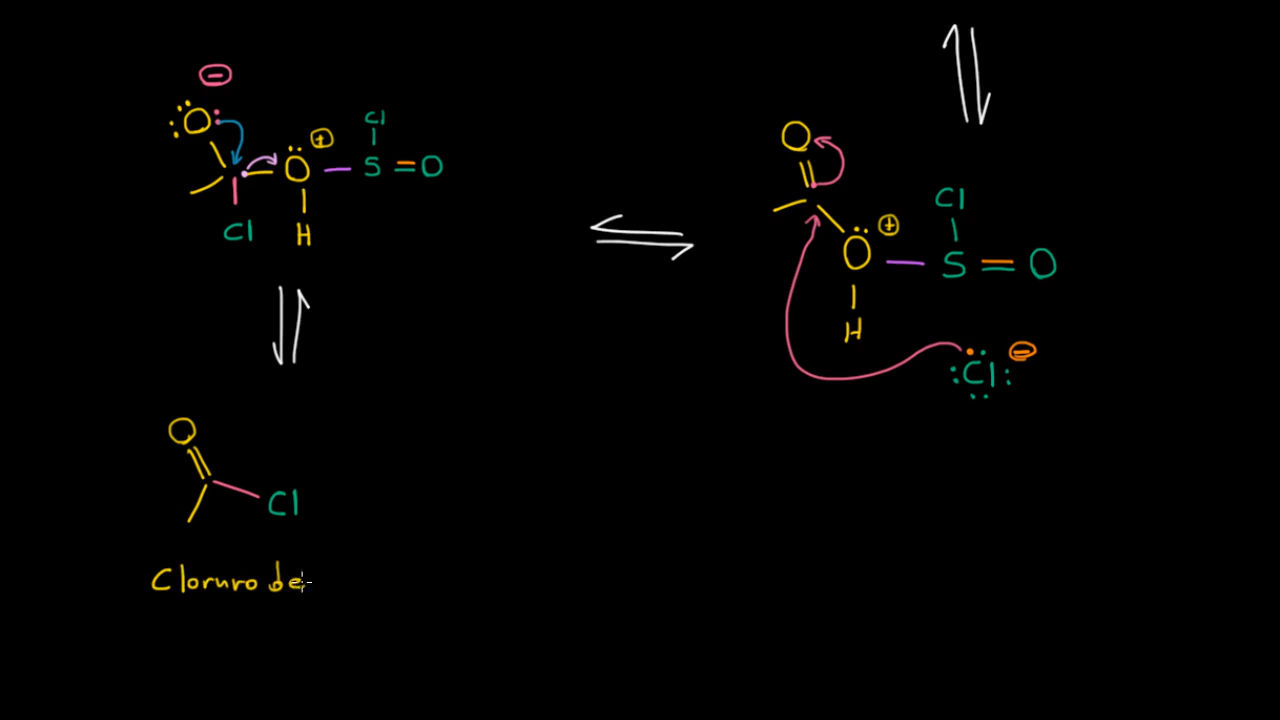 O Cl
O S = O
Cl H
O
Cl
O S = O
H
Cl
O
Cl
Cloruro de